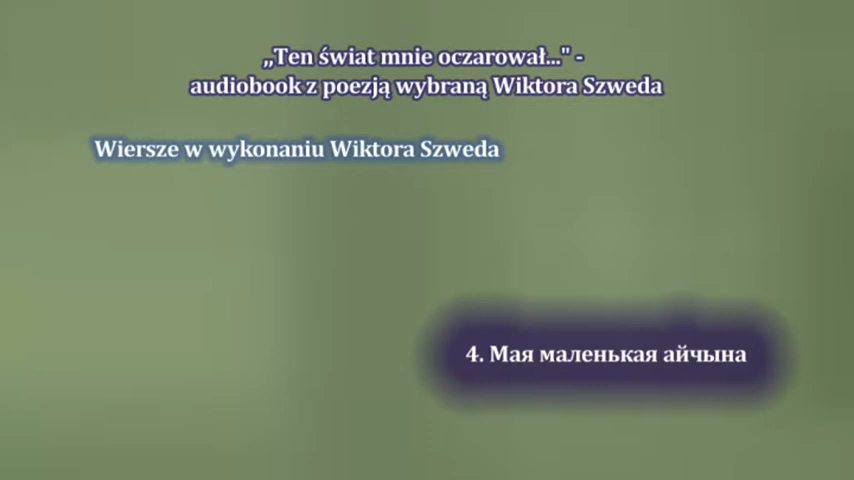 „Ten świat mnie oczarował..." -
audiobook z poezją wybraną Wiktora Szweda
Wiersze w wykonaniu Wiktora Szweda
4. Мая маленькая айчына